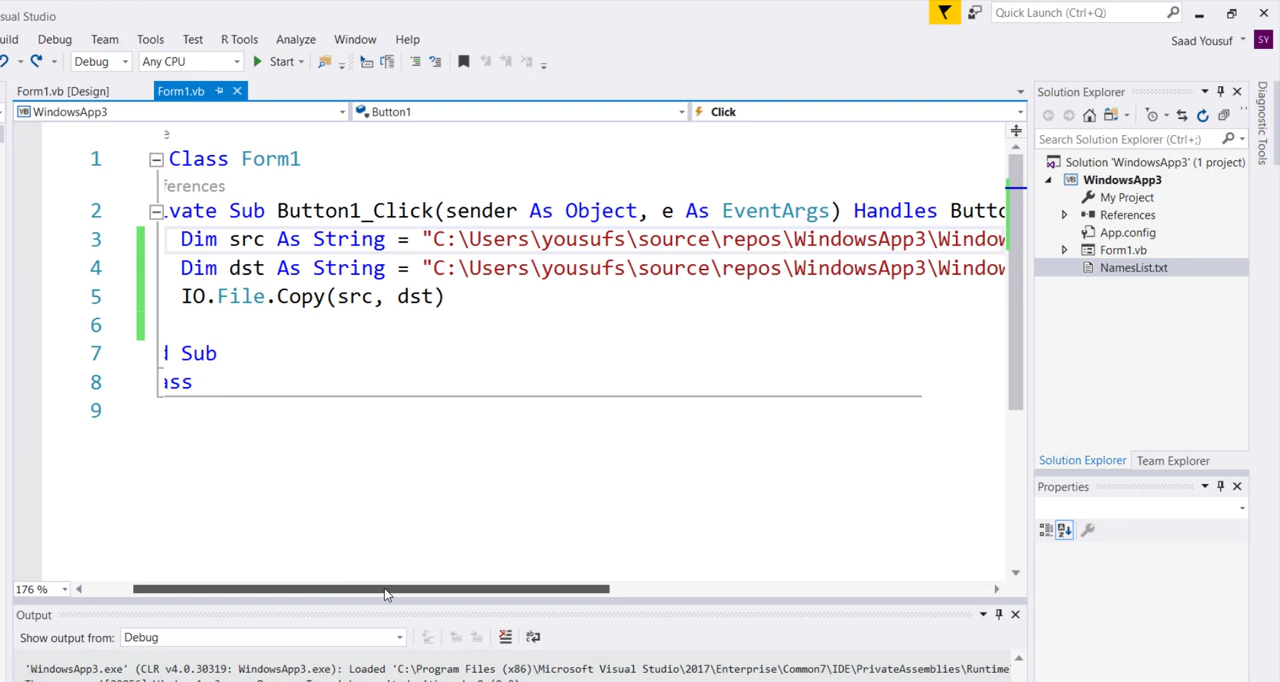 sual Studio
Quick Launch (Ctrl+Q)
uild Debug Team Tools Test R Tools Analyze Window Help
Saad Yousuf SY
Debug Any CPU Start
Form1.vb [Design] Form1.vb
WindowsApp3 Button1 Click
e
1 Class Form1
ferences
2 ivate Sub Button1_Click(sender As Object, e As EventArgs) Handles Butto
3 Dim src As String = "C:\Users\yousufs\source\repos\WindowsApp3\Window
4 Dim dst As String = "C:\Users\yousufs\source\repos\WindowsApp3\Window
5 IO.File.Copy(src, dst)
6
7 d Sub
8 ass
9
176 %
Output
Show output from: Debug
'WindowsApp3.exe' (CLR v4.0.30319: WindowsApp3.exe): Loaded 'C:\Program Files (x86)\Microsoft Visual Studio\2017\Enterprise\Common7\IDE\PrivateAssemblies\Runtime
Solution Explorer
Search Solution Explorer (Ctrl+;)
Solution 'WindowsApp3' (1 project)
WindowsApp3
My Project
References
App.config
Form1.vb
NamesList.txt
Solution Explorer Team Explorer
Properties
Diagnostic Tools